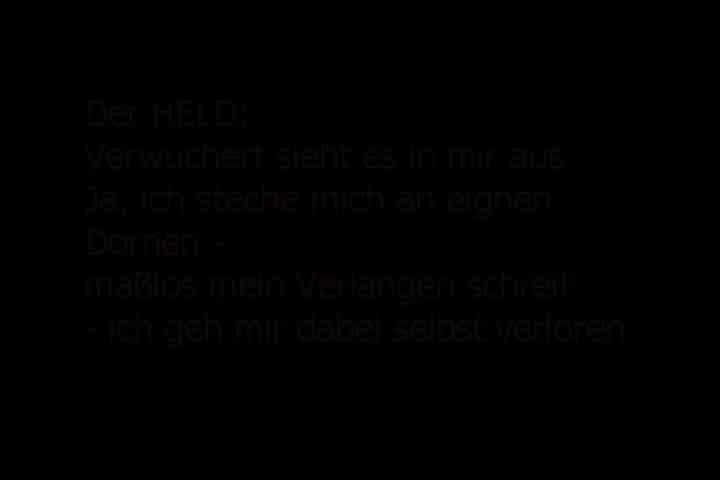 Der HELD:
Verwuchert sieht es in mir aus
Ja, ich steche mich an eignen
Dornen -
maßlos mein Verlangen schreit:
- ich geh mir dabei selbst verloren